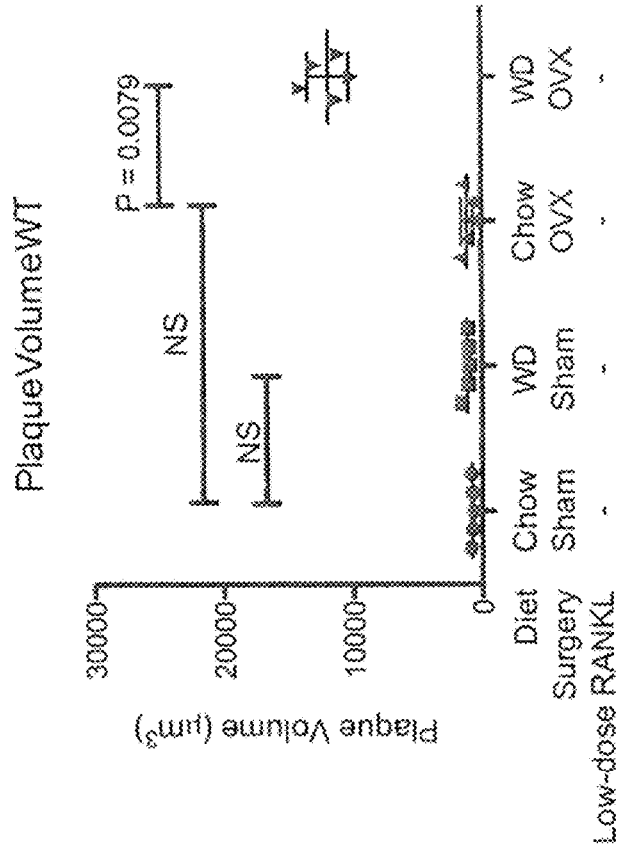 PlaqueVolumeWT
P = 0.0079
NS
NS
30000
20000
10000
0
Plaque Volume (µm³)
Diet Chow WD Chow WD
Surgery Sham Sham OVX OVX
Low-dose RANKL - - - -